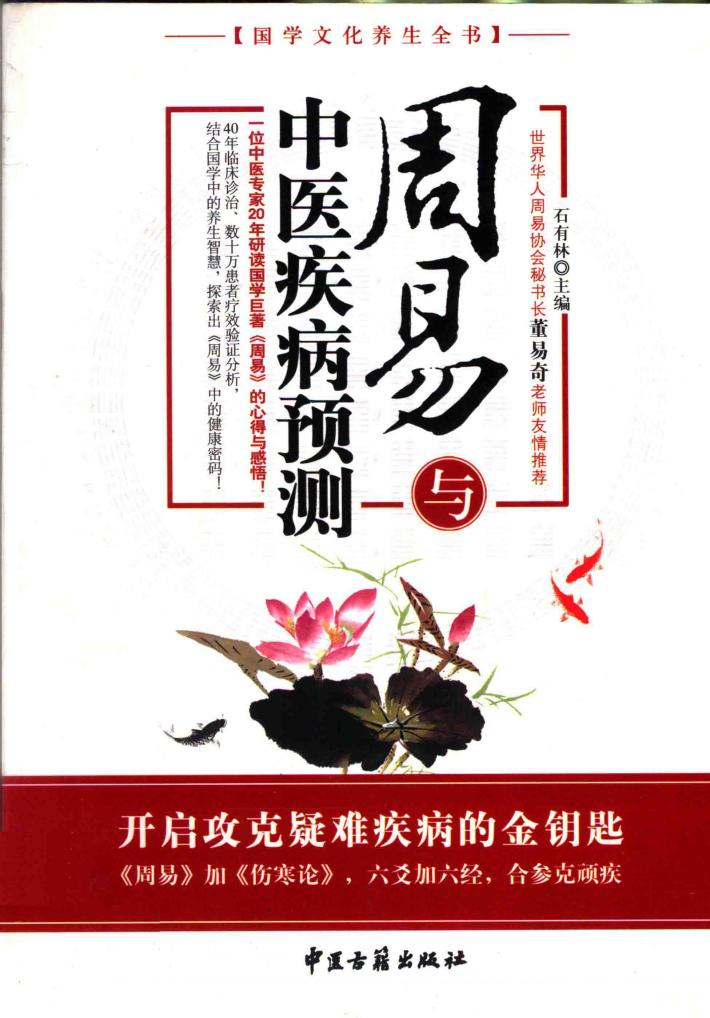 【国学文化养生全书】
周易
与
中医疾病预测
世界华人周易协会秘书长董易奇老师友情推荐
石有林◎主编
一位中医专家20年研读国学巨著《周易》的心得与感悟！
40年临床诊治、数十万患者疗效验证分析，
结合国学中的养生智慧，探索出《周易》中的健康密码！
开启攻克疑难疾病的金钥匙
《周易》加《伤寒论》，六爻加六经，合参克顽疾
中医古籍出版社